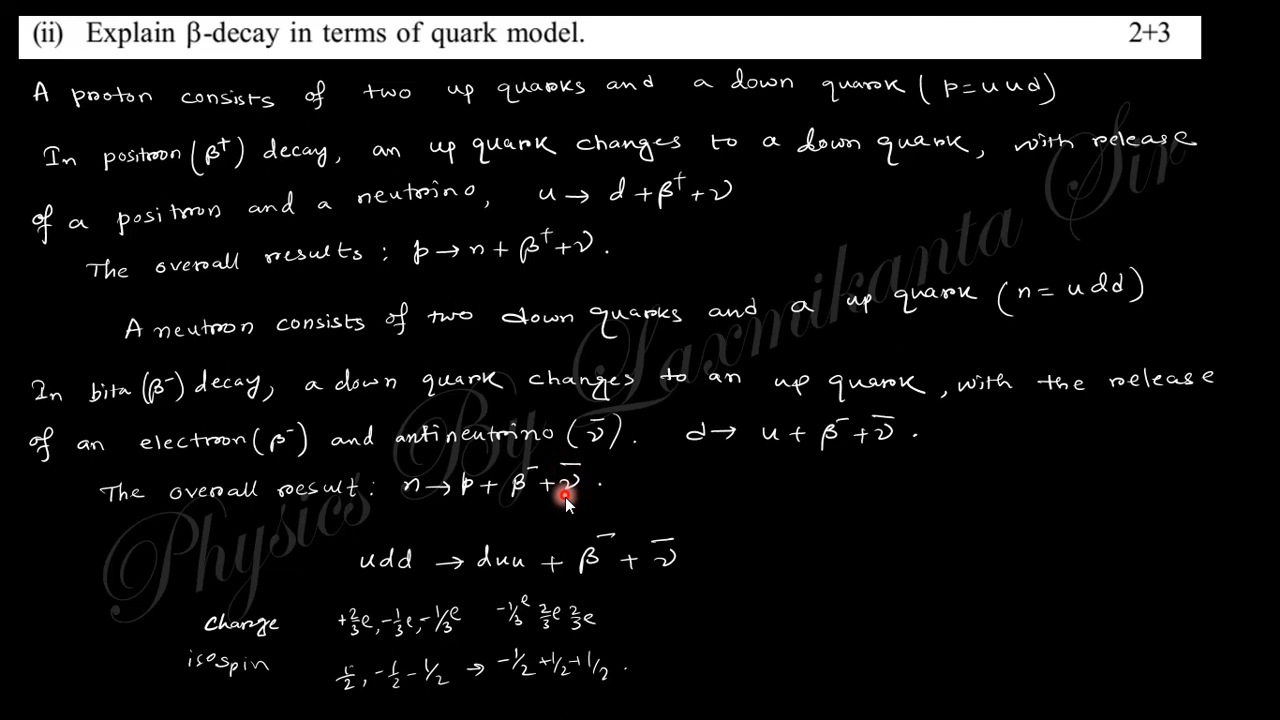 (ii) Explain β-decay in terms of quark model. 2+3
A proton consists of two up quarks and a down quark (p=uud)
In positron(β⁺) decay, an up quark changes to a down quark, with release
of a positron and a neutrino, u → d+β⁺+ν
The overall results : p→n+β⁺+ν.
A neutron consists of two down quarks and a up quark (n= udd)
In bita(β⁻) decay, a down quark changes to an up quark, with the release
of an electron(β⁻) and antineutrino (ν̄). d→ u+β⁻+ν̄.
The overall result: n→p+β⁻+ν̄.
udd → duu + β⁻ + ν̄
charge +2/3e, -1/3e, -1/3e -1/3e 2/3e 2/3e
isospin 1/2, -1/2 -1/2 → -1/2 +1/2 +1/2.
Physics By Laxmikanta Sir